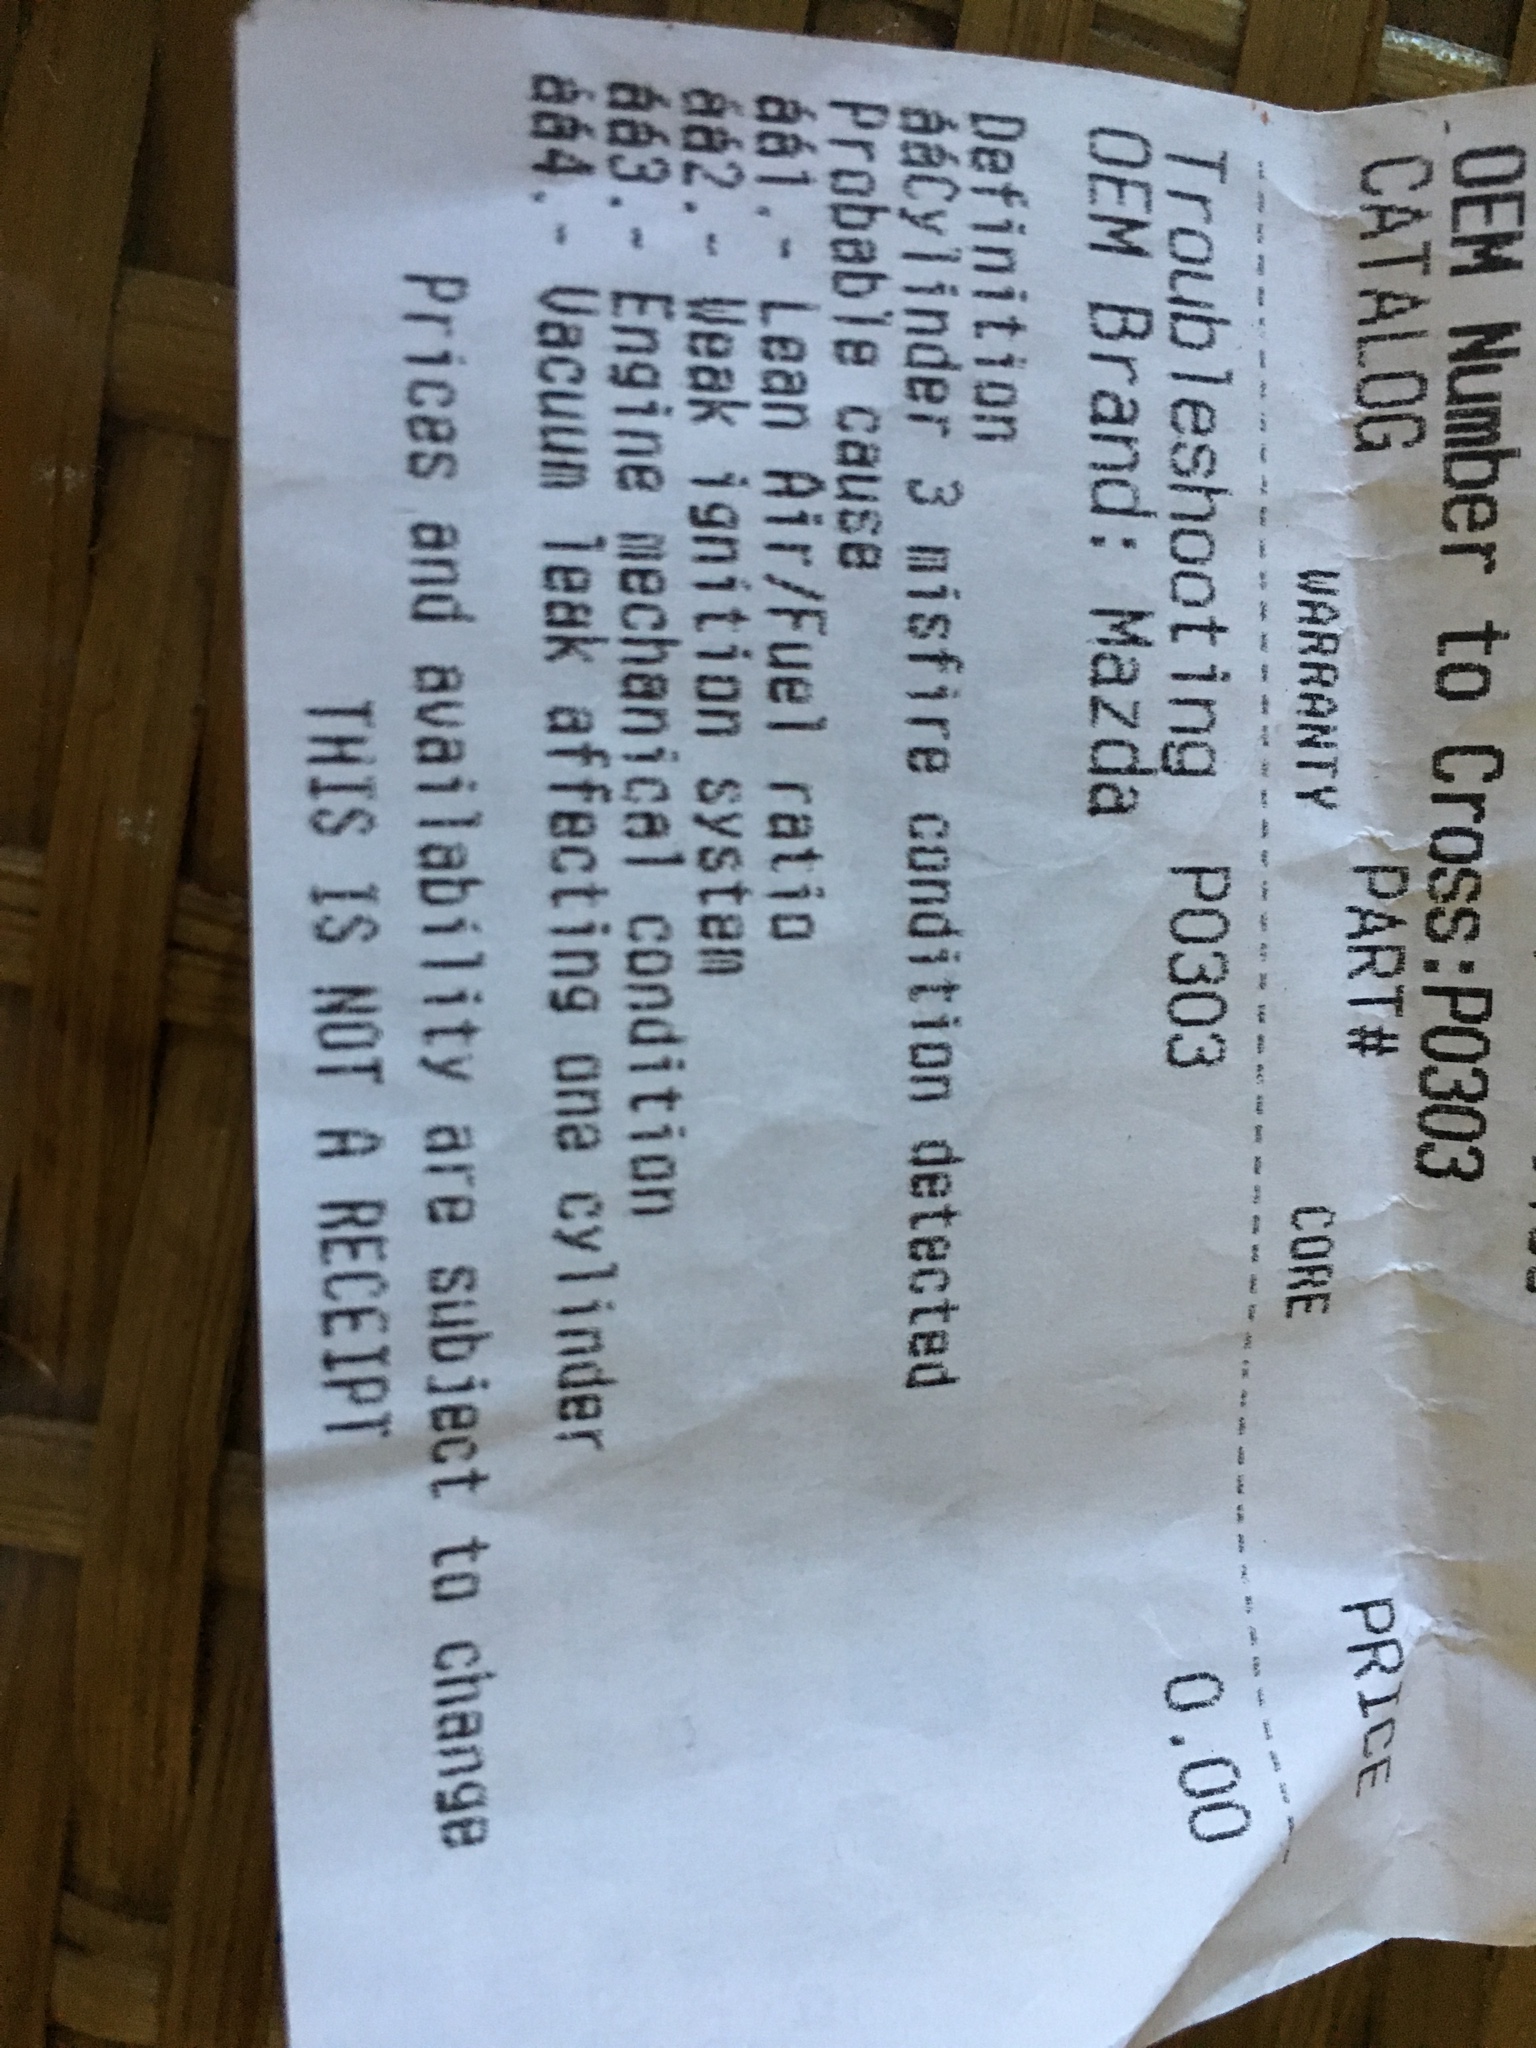 OEM Number to Cross:P0303
CATALOG PART# PRICE
WARRANTY CORE
Troubleshooting P0303 0.00
OEM Brand: Mazda
Definition
ááCylinder 3 misfire condition detected
Probable cause
áá1.- Lean Air/Fuel ratio
áá2.- Weak ignition system
áá3.- Engine mechanical condition
áá4.- Vacuum leak affecting one cylinder
Prices and availability are subject to change
THIS IS NOT A RECEIPT